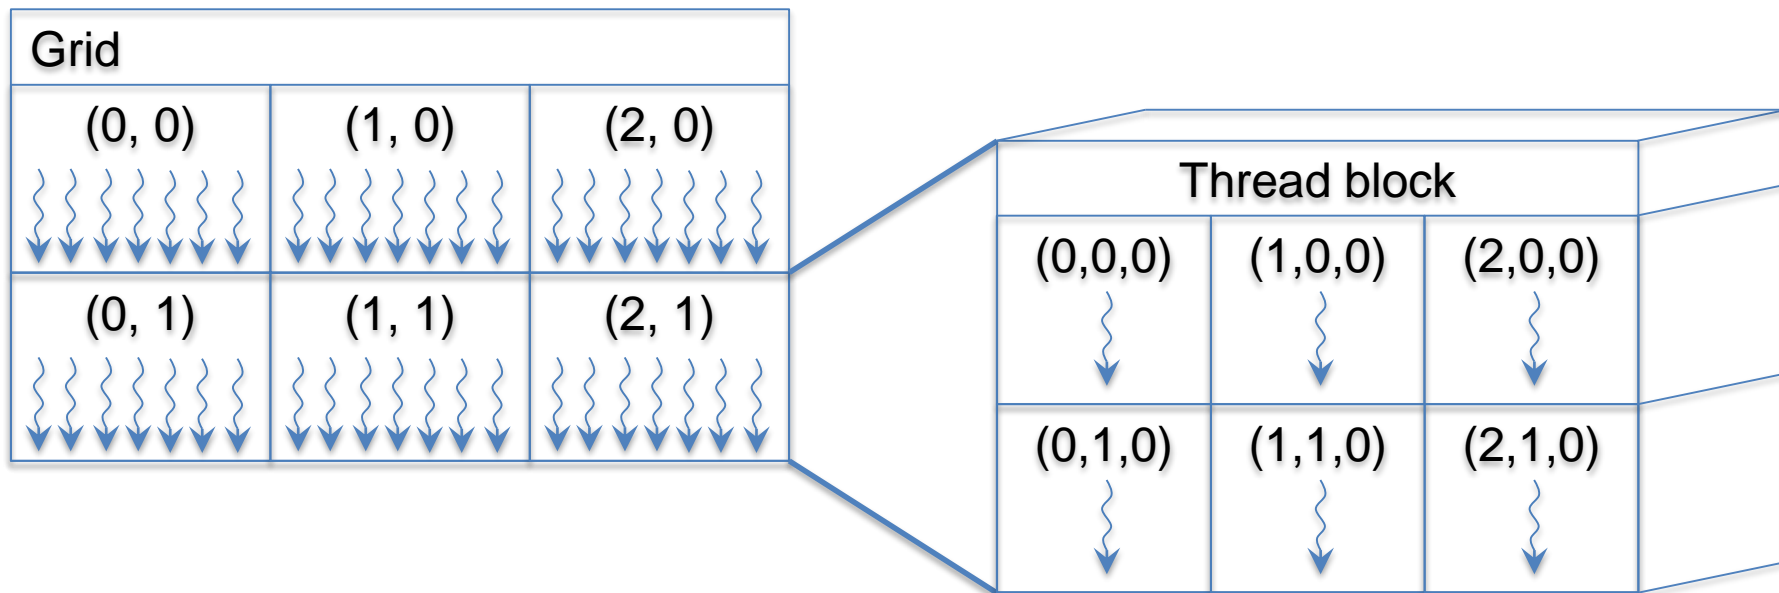 Grid
(0, 0) (1, 0) (2, 0)
(0, 1) (1, 1) (2, 1)
Thread block
(0,0,0) (1,0,0) (2,0,0)
(0,1,0) (1,1,0) (2,1,0)